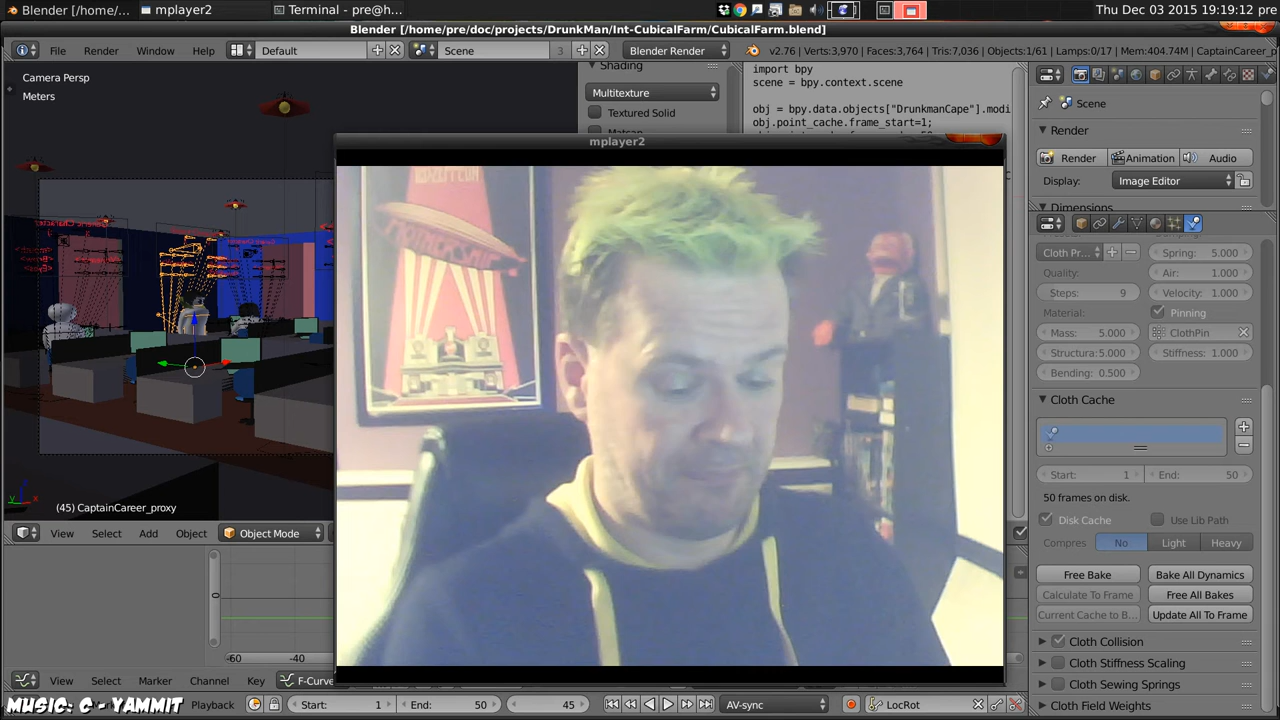 Blender [/home/...
mplayer2
Terminal - pre@h...
Thu Dec 03 2015 19:19:12 pre
Blender [/home/pre/doc/projects/DrunkMan/Int-CubicalFarm/CubicalFarm.blend]
File Render Window Help
Default
Scene
3
Blender Render
v2.76 | Verts:3,970 | Faces:3,764 | Tris:7,036 | Objects:1/61 | Lamps:0/17 | Mem:404.74M | CaptainCareer_p
Camera Persp
Meters
Shading
Multitexture
Textured Solid
import bpy
scene = bpy.context.scene
obj = bpy.data.objects["DrunkmanCape"].modi
obj.point_cache.frame_start=1;
mplayer2
(45) CaptainCareer_proxy
View Select Add Object
Object Mode
0
-60 -40
View Select Marker Channel Key
F-Curve
MUSIC: C - YAMMIT
Playback
Start: 1
End: 50
45
AV-sync
LocRot
Scene
Render
Render
Animation
Audio
Display:
Image Editor
Dimensions
Cloth Pr...
Spring: 5.000
Quality:
Air: 1.000
Steps: 9
Velocity: 1.000
Material:
Pinning
Mass: 5.000
ClothPin
Structura:5.000
Stiffness: 1.000
Bending: 0.500
Cloth Cache
Start: 1
End: 50
50 frames on disk.
Disk Cache
Use Lib Path
Compres
No Light Heavy
Free Bake
Bake All Dynamics
Calculate To Frame
Free All Bakes
Current Cache to B...
Update All To Frame
Cloth Collision
Cloth Stiffness Scaling
Cloth Sewing Springs
Cloth Field Weights